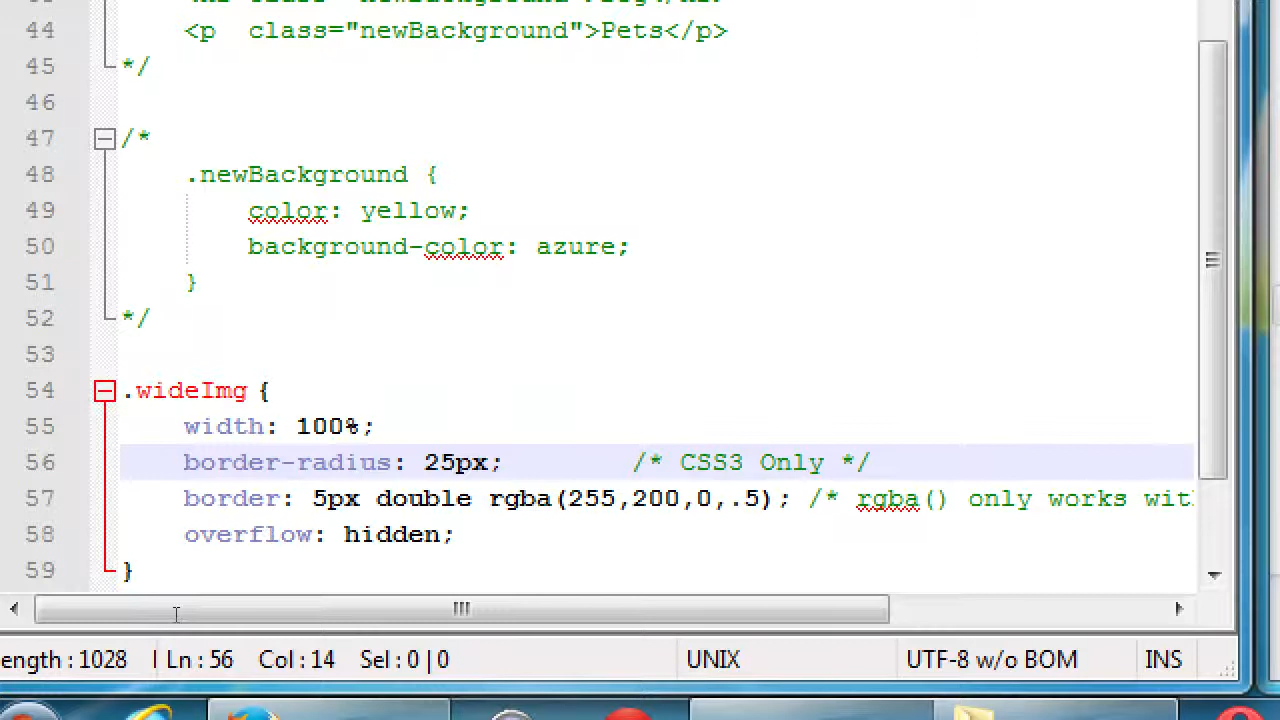 44 <p  class="newBackground">Pets</p>
45 */
46
47 /*
48 .newBackground {
49 color: yellow;
50 background-color: azure;
51 }
52 */
53
54 .wideImg {
55 width: 100%;
56 border-radius: 25px; /* CSS3 Only */
57 border: 5px double rgba(255,200,0,.5); /* rgba() only works wit
58 overflow: hidden;
59 }
ength : 1028 Ln : 56 Col : 14 Sel : 0 | 0 UNIX UTF-8 w/o BOM INS